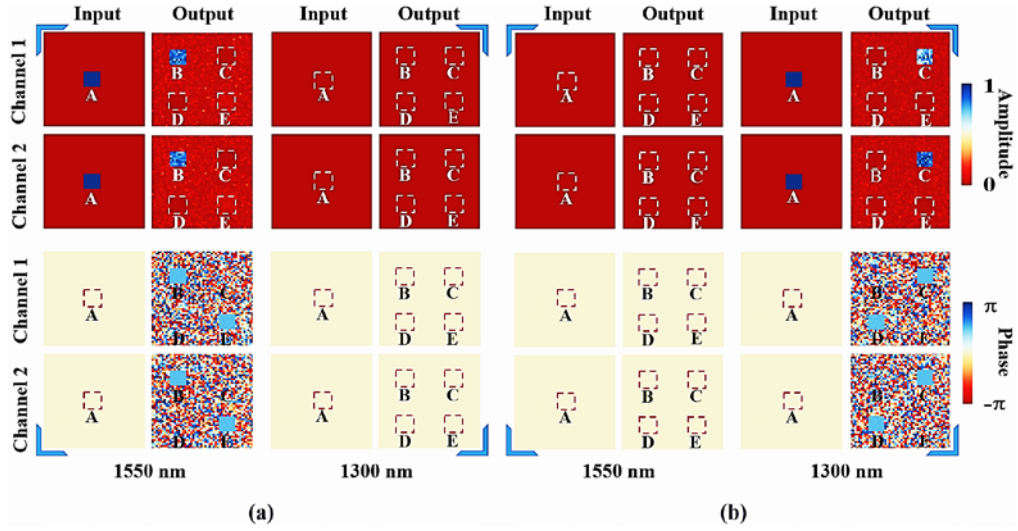 Input Output Input Output Input Output Input Output
Channel 1
A B C D E A B C D E A B C D E A B C D E
Channel 2
A B C D E A B C D E A B C D E A B C D E
1
Amplitude
0
Channel 1
A B C D E A B C D E A B C D E A B C D E
Channel 2
A B C D E A B C D E A B C D E A B C D E
π
Phase
-π
1550 nm 1300 nm 1550 nm 1300 nm
(a) (b)